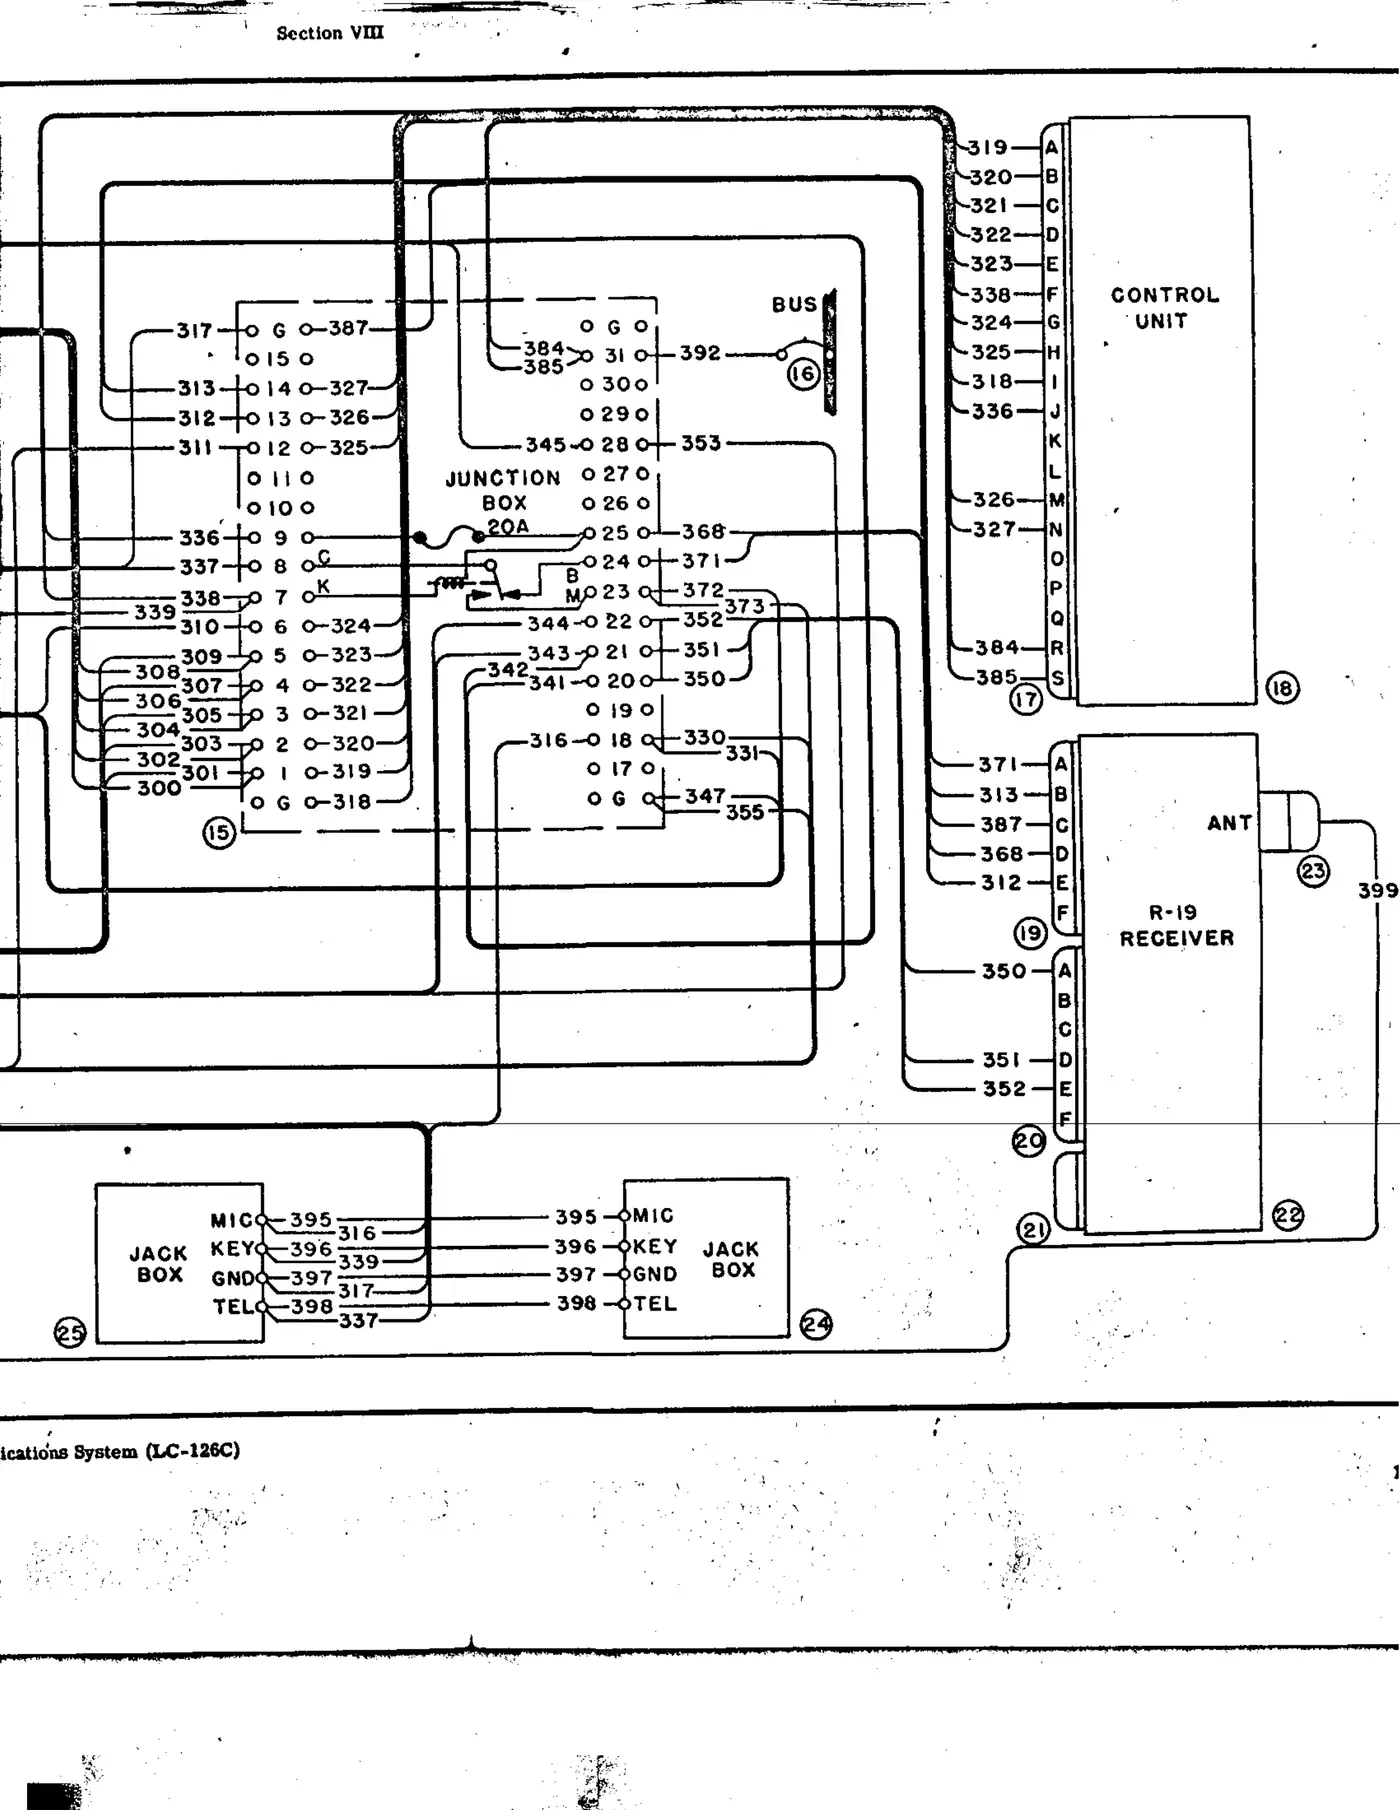 Section VIII
319 A
320 B
321 C
322 D
323 E
338 F
324 G
325 H
318 I
336 J
K
L
326 M
327 N
O
P
Q
384 R
385 S
17
CONTROL
UNIT
18
BUS
16
317 G 387
15
313 14 327
312 13 326
311 12 325
11
10
336 9
337 8 C
338 7 K
339
310 6 324
309 5 323
308
307 4 322
306
305 3 321
304
303 2 320
302
301 1 319
300
G 318
15
JUNCTION
BOX
20A
B
M
G
384 31 392
385
30
29
345 28 353
27
26
25 368
24 371
23 372
373
344 22 352
343 21 351
342
341 20 350
19
316 18 330
331
17
G 347
355
371 A
313 B
387 C
368 D
312 E
F
19
350 A
B
C
351 D
352 E
F
20
21
ANT
R-19
RECEIVER
22
23
399
JACK
BOX
MIC 395
316
KEY 396
339
GND 397
317
TEL 398
337
25
395 MIC
396 KEY
397 GND
398 TEL
JACK
BOX
24
ications System (LC-126C)
1